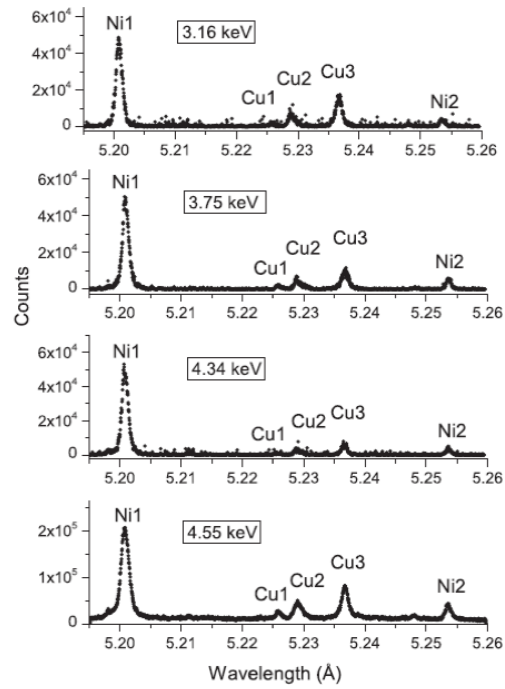 6x10⁴
4x10⁴
2x10⁴
0
Ni1
3.16 keV
Cu1
Cu2
Cu3
Ni2
5.20 5.21 5.22 5.23 5.24 5.25 5.26
6x10⁴
4x10⁴
2x10⁴
0
Ni1
3.75 keV
Cu1
Cu2
Cu3
Ni2
5.20 5.21 5.22 5.23 5.24 5.25 5.26
Counts
6x10⁴
4x10⁴
2x10⁴
0
Ni1
4.34 keV
Cu1
Cu2
Cu3
Ni2
5.20 5.21 5.22 5.23 5.24 5.25 5.26
2x10⁵
1x10⁵
0
Ni1
4.55 keV
Cu1
Cu2
Cu3
Ni2
5.20 5.21 5.22 5.23 5.24 5.25 5.26
Wavelength (Å)